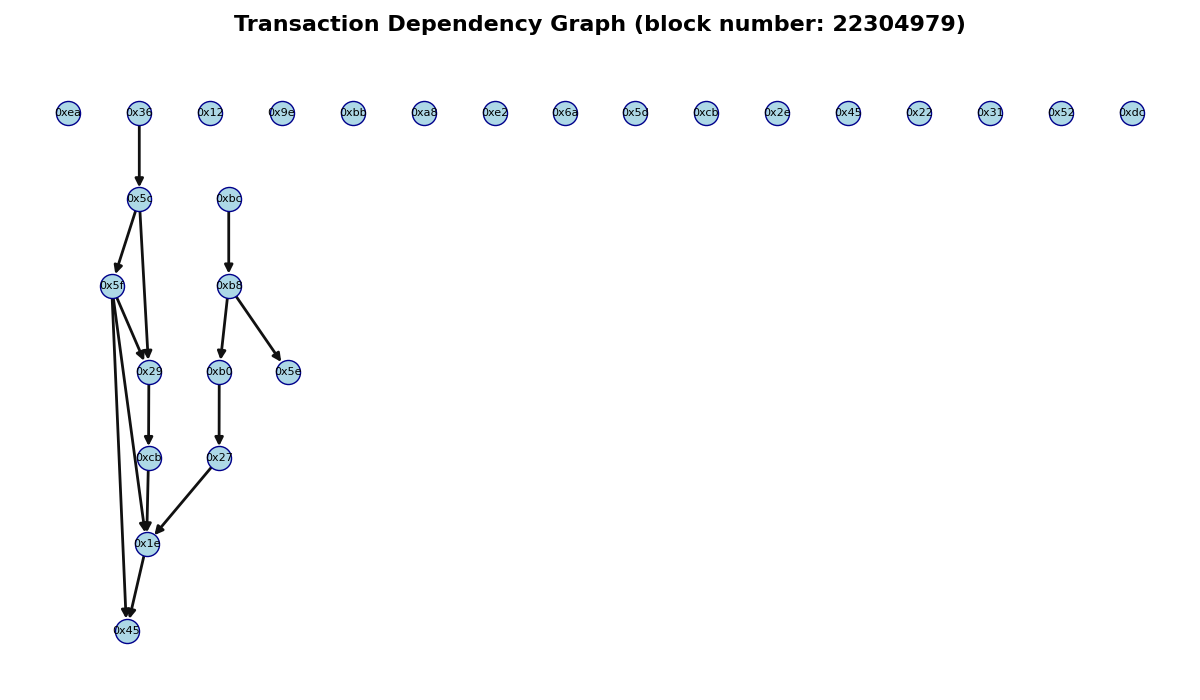 Transaction Dependency Graph (block number: 22304979)
0xea 0x36 0x12 0x9e 0xbb 0xa8 0xe2 0x6a 0x5d 0xcb 0x2e 0x45 0x22 0x31 0x52 0xdc
0x5c 0xbc
0x5f 0xb8
0x29 0xb0 0x5e
0xcb 0x27
0x1e
0x45